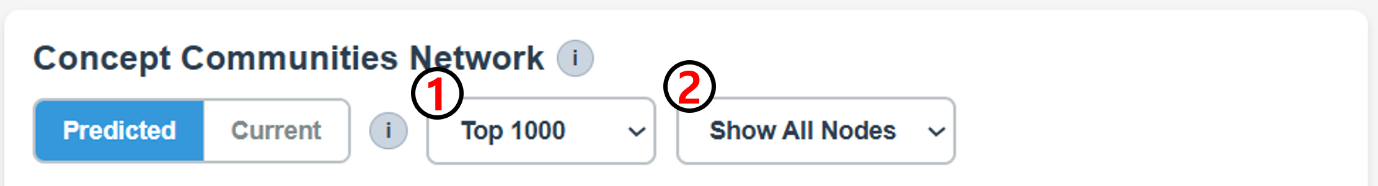 Concept Communities Network i
Predicted Current i 1 Top 1000 2 Show All Nodes